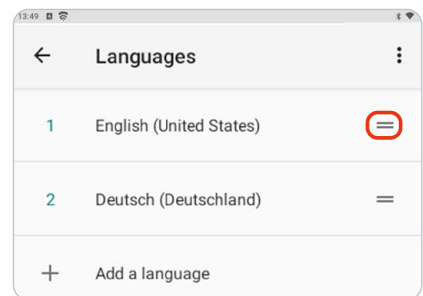 13:49
Languages
1 English (United States)
2 Deutsch (Deutschland)
Add a language